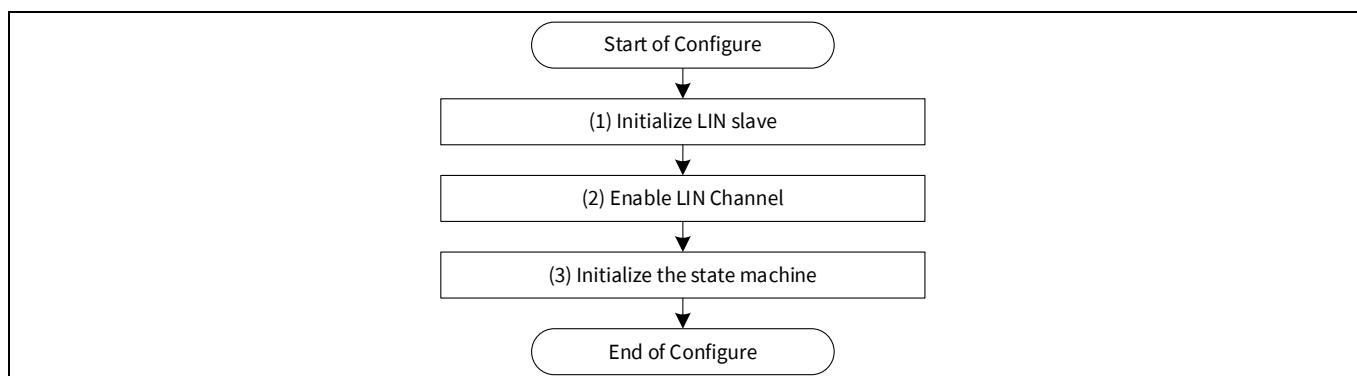 Start of Configure
(1) Initialize LIN slave
(2) Enable LIN Channel
(3) Initialize the state machine
End of Configure